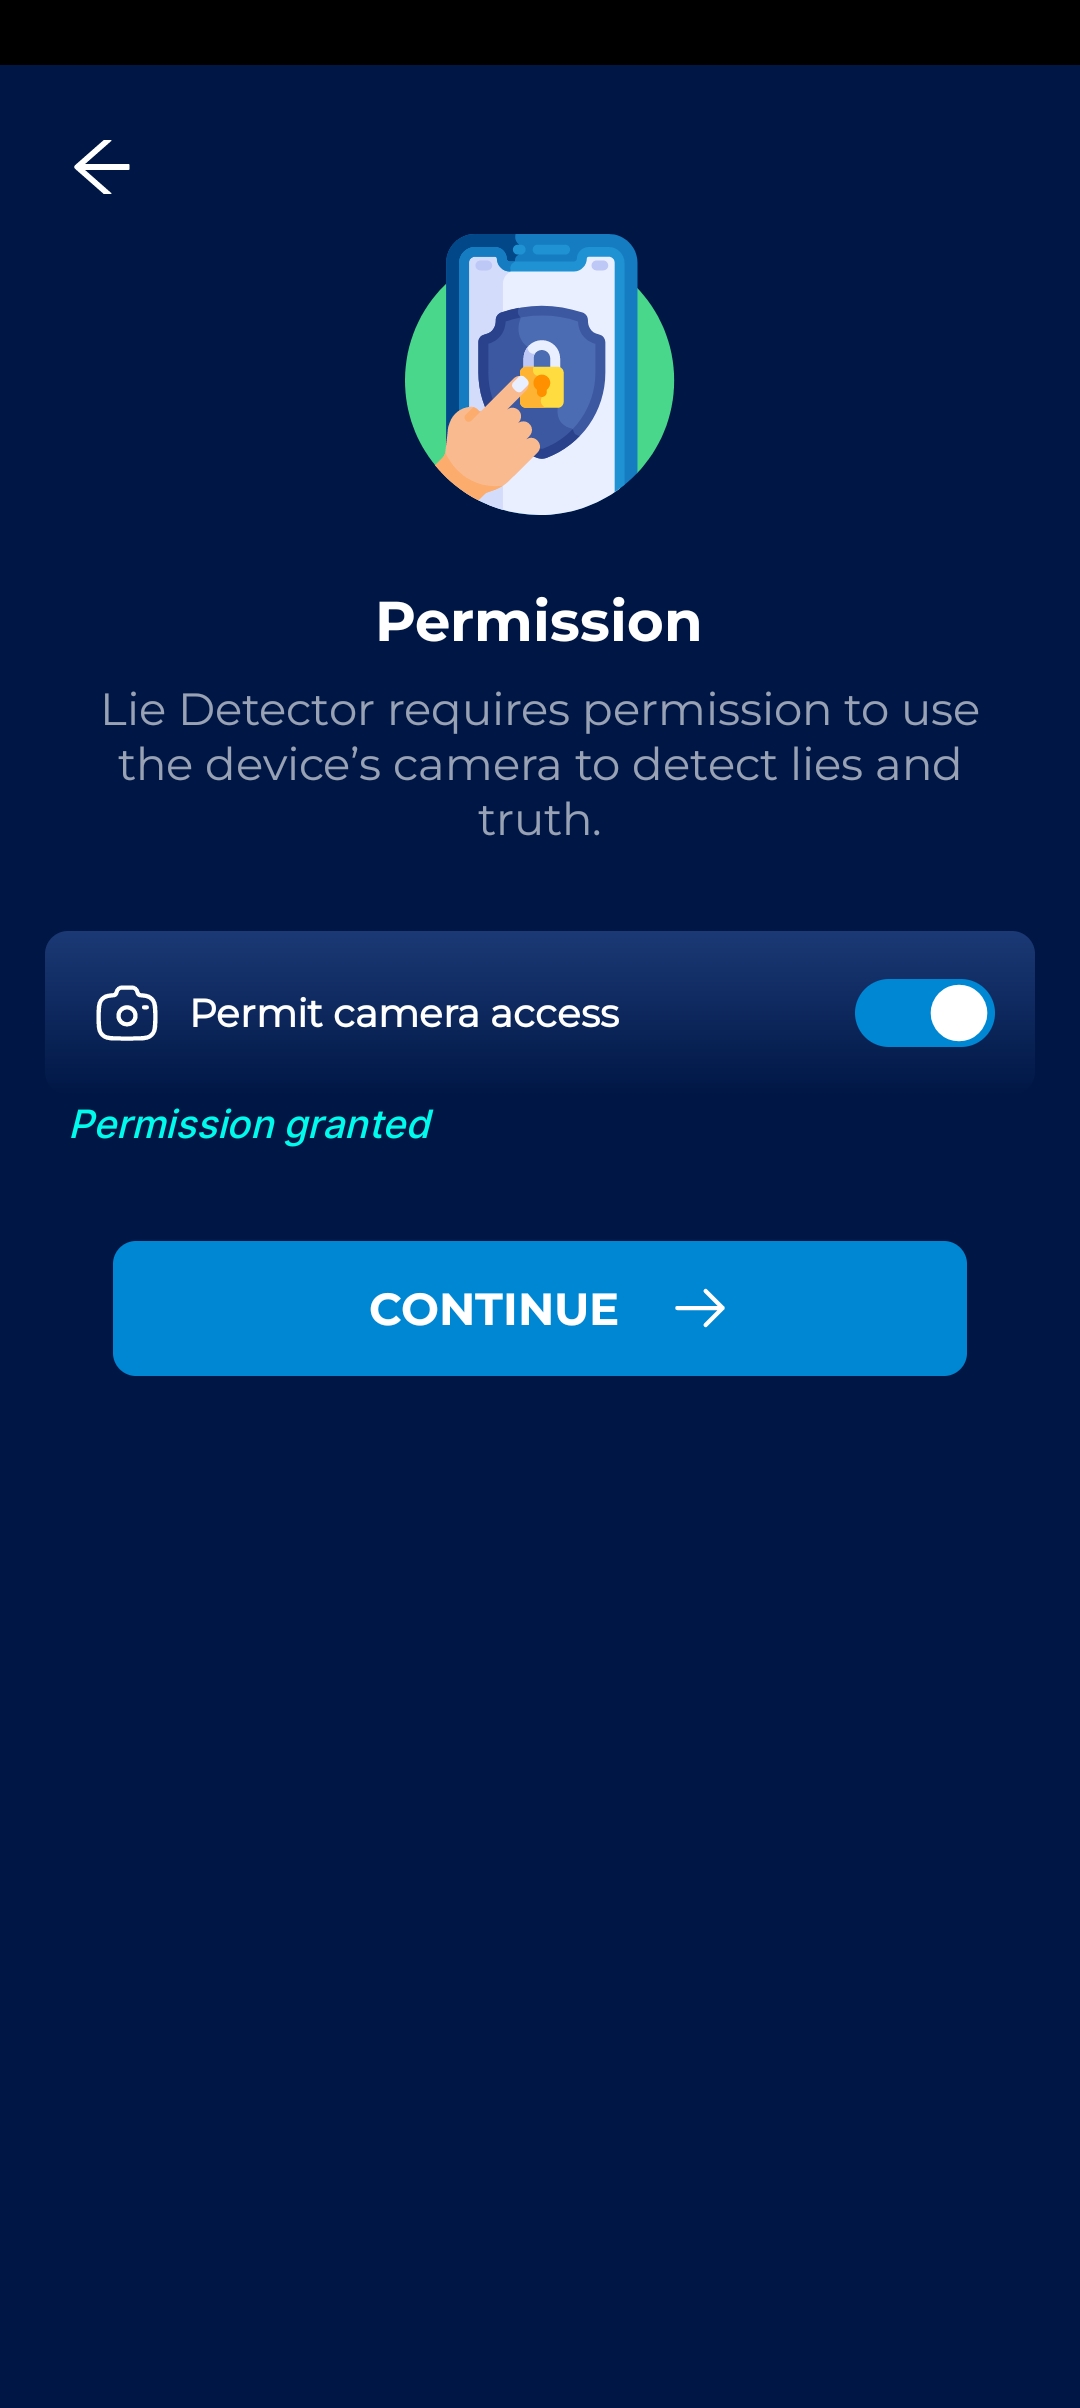 Permission
Lie Detector requires permission to use
the device’s camera to detect lies and
truth.
Permit camera access
Permission granted
CONTINUE